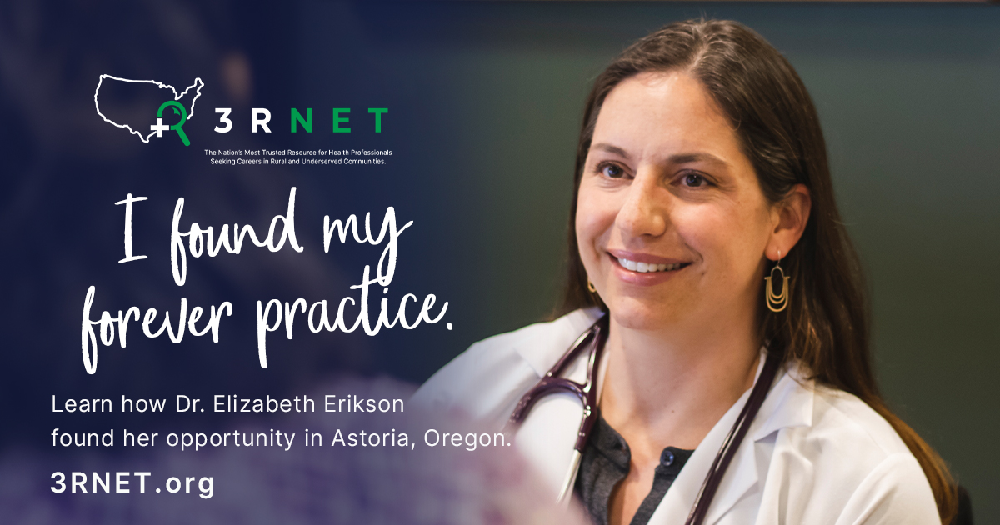 3RNET
The Nation's Most Trusted Resource for Health Professionals
Seeking Careers in Rural and Underserved Communities.
I found my
forever practice.
Learn how Dr. Elizabeth Erikson
found her opportunity in Astoria, Oregon.
3RNET.org